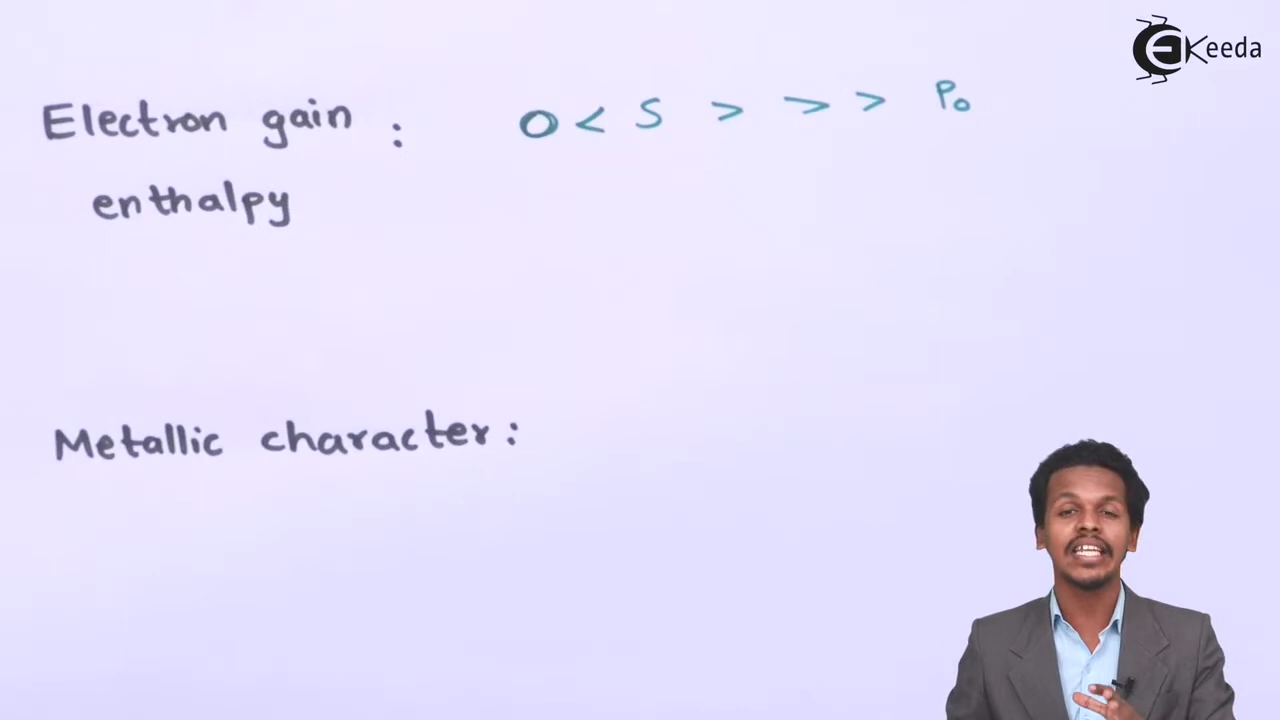 Keeda
Electron gain : O < S > > > Po
enthalpy
Metallic character :